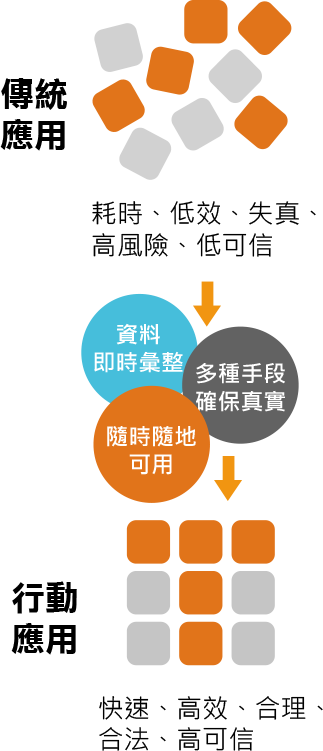 傳統
應用
耗時、低效、失真、
高風險、低可信
資料
即時彙整
多種手段
確保真實
隨時隨地
可用
行動
應用
快速、高效、合理、
合法、高可信